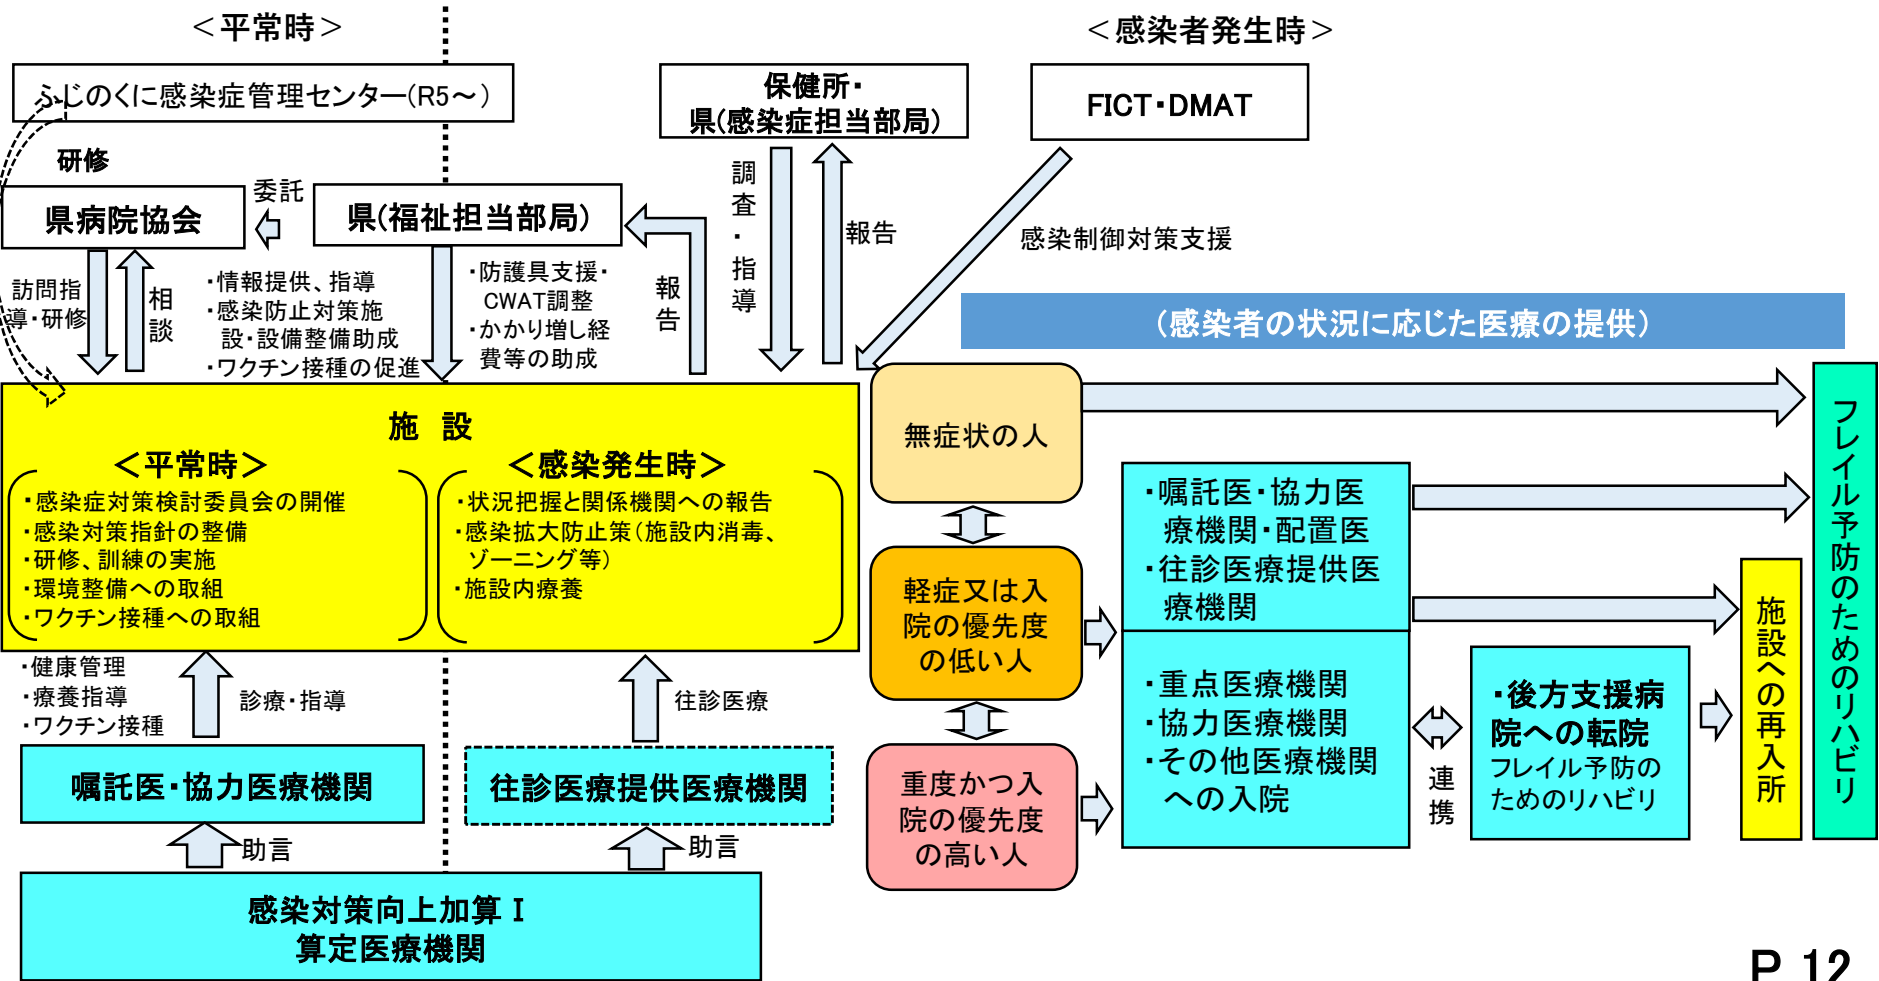 ＜平常時＞
＜感染者発生時＞
ふじのくに感染症管理センター(R5～)
保健所・
県(感染症担当部局)
FICT・DMAT
研修
委託
県病院協会
県(福祉担当部局)
訪問指
導・研修
相
談
・情報提供、指導
・感染防止対策施
設・設備整備助成
・ワクチン接種の促進
・防護具支援・
CWAT調整
・かかり増し経
費等の助成
報
告
調
査
・
指
導
報告
感染制御対策支援
(感染者の状況に応じた医療の提供)
施 設
＜平常時＞
・感染症対策検討委員会の開催
・感染対策指針の整備
・研修、訓練の実施
・環境整備への取組
・ワクチン接種への取組
＜感染発生時＞
・状況把握と関係機関への報告
・感染拡大防止策(施設内消毒、
ゾーニング等)
・施設内療養
・健康管理
・療養指導
・ワクチン接種
診療・指導
往診医療
嘱託医・協力医療機関
往診医療提供医療機関
助言
助言
感染対策向上加算Ⅰ
算定医療機関
無症状の人
軽症又は入
院の優先度
の低い人
重度かつ入
院の優先度
の高い人
・嘱託医・協力医
療機関・配置医
・往診医療提供医
療機関
・重点医療機関
・協力医療機関
・その他医療機関
への入院
連
携
・後方支援病
院への転院
フレイル予防の
ためのリハビリ
施設への再入所
フレイル予防のためのリハビリ
P 12